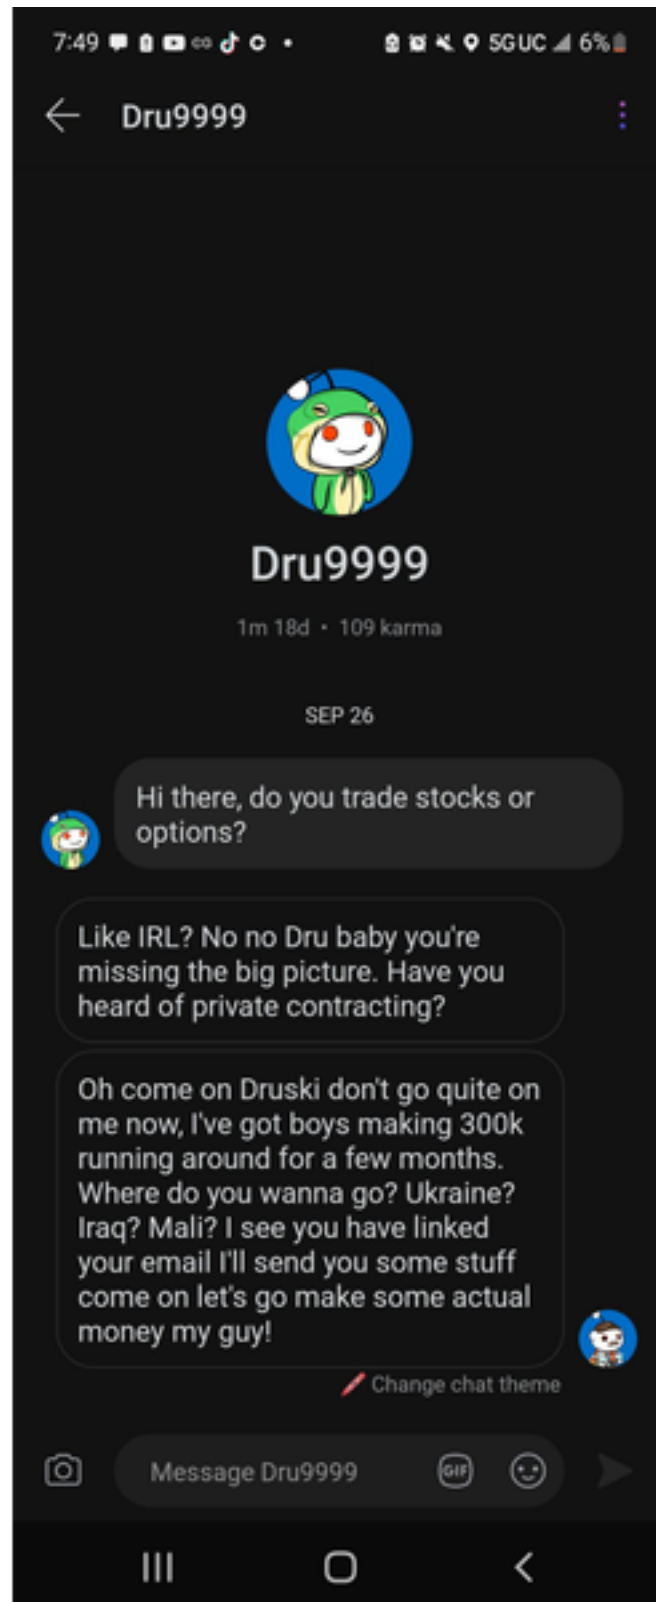 7:49 5G UC 6%
Dru9999
Dru9999
1m 18d • 109 karma
SEP 26
Hi there, do you trade stocks or
options?
Like IRL? No no Dru baby you're
missing the big picture. Have you
heard of private contracting?
Oh come on Druski don't go quite on
me now, I've got boys making 300k
running around for a few months.
Where do you wanna go? Ukraine?
Iraq? Mali? I see you have linked
your email I'll send you some stuff
come on let's go make some actual
money my guy!
Change chat theme
Message Dru9999 GIF